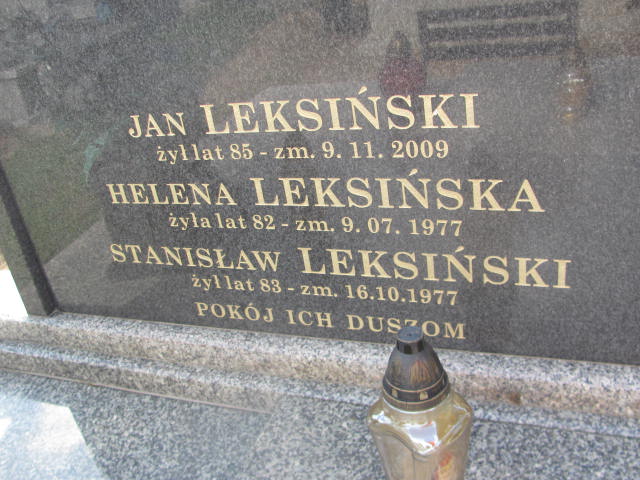 JAN LEKSIŃSKI
żył lat 85 - zm. 9. 11. 2009
HELENA LEKSIŃSKA
żyła lat 82 - zm. 9. 07. 1977
STANISŁAW LEKSIŃSKI
żył lat 83 - zm. 16.10.1977
POKÓJ ICH DUSZOM